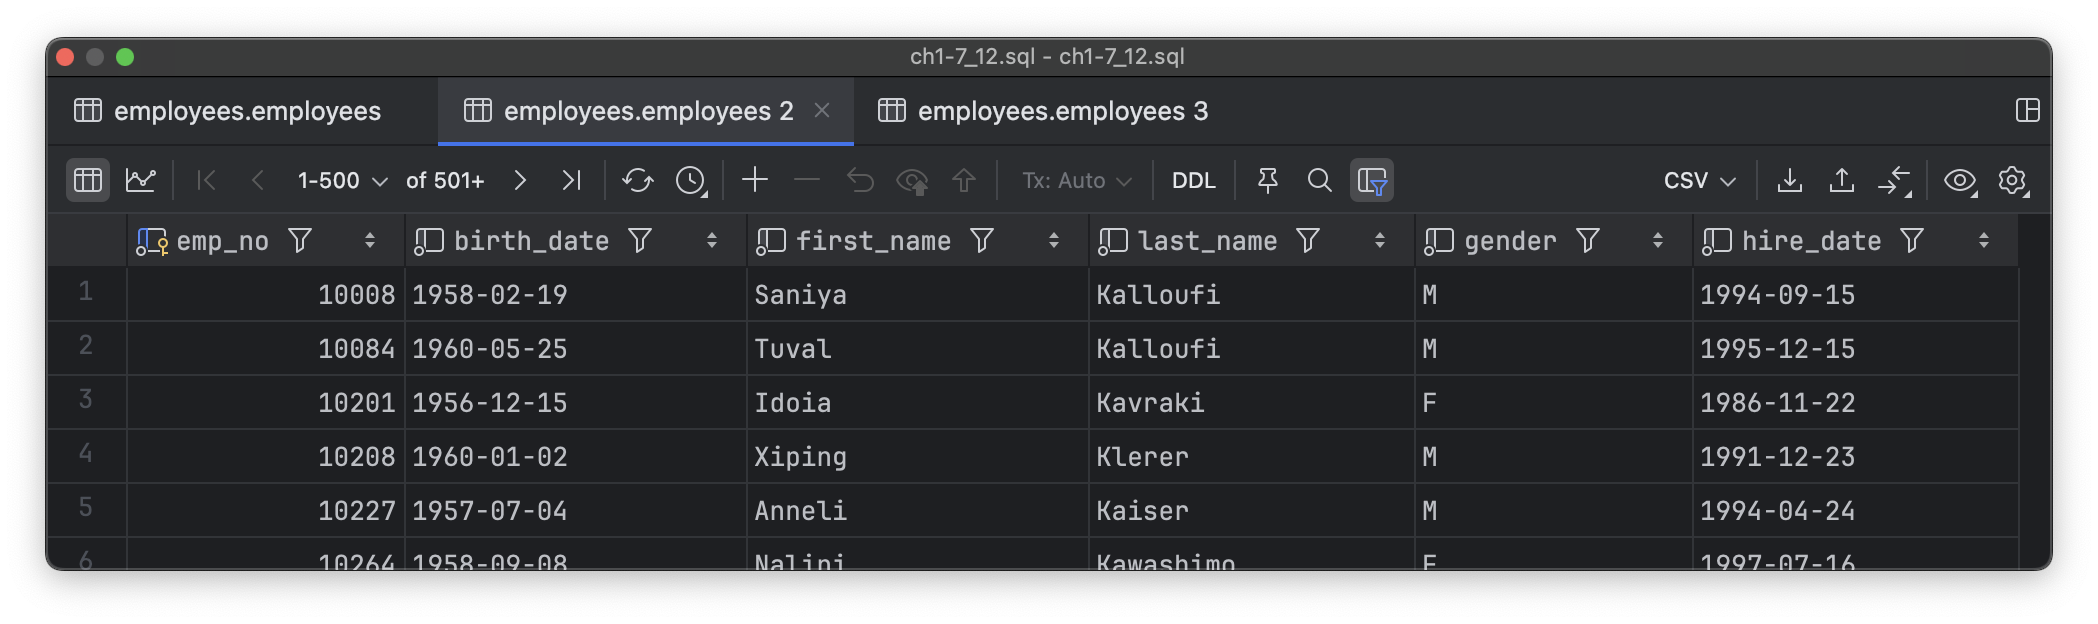 ch1-7_12.sql - ch1-7_12.sql
employees.employees employees.employees 2 employees.employees 3
1-500 of 501+ Tx: Auto DDL CSV
emp_no birth_date first_name last_name gender hire_date
1 10008 1958-02-19 Saniya Kalloufi M 1994-09-15
2 10084 1960-05-25 Tuval Kalloufi M 1995-12-15
3 10201 1956-12-15 Idoia Kavraki F 1986-11-22
4 10208 1960-01-02 Xiping Klerer M 1991-12-23
5 10227 1957-07-04 Anneli Kaiser M 1994-04-24
6 10264 1958-09-08 Nalini Kawashimo F 1997-07-16